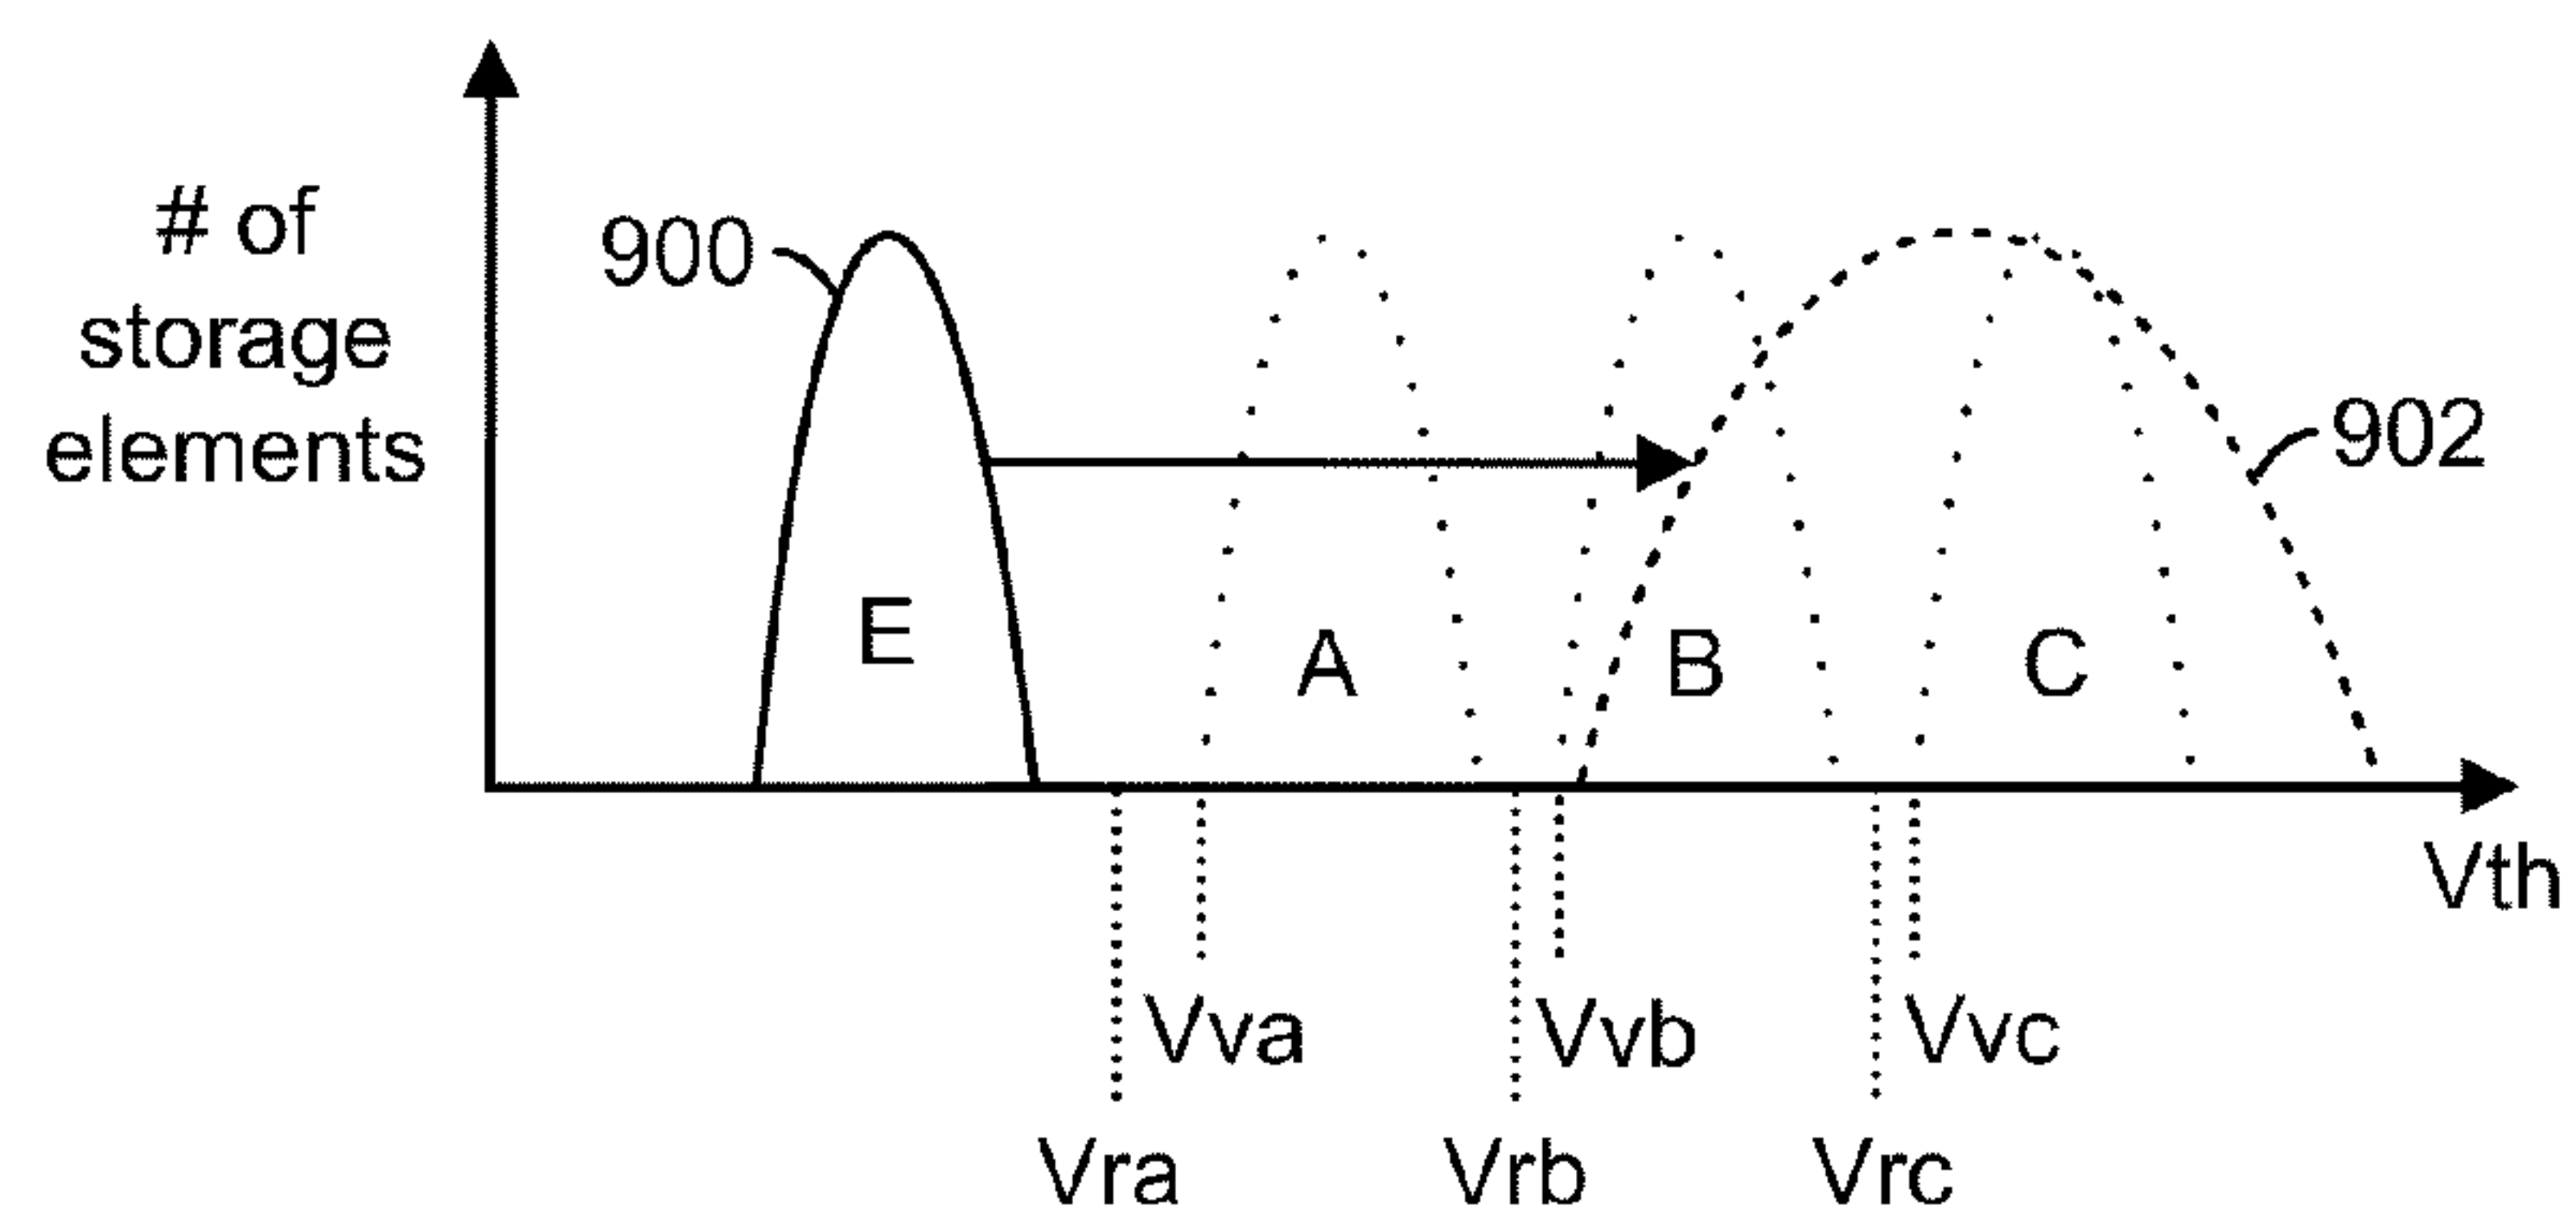 # of
storage
elements
900
902
E
A
B
C
Vth
Vva
Vvb
Vvc
Vra
Vrb
Vrc